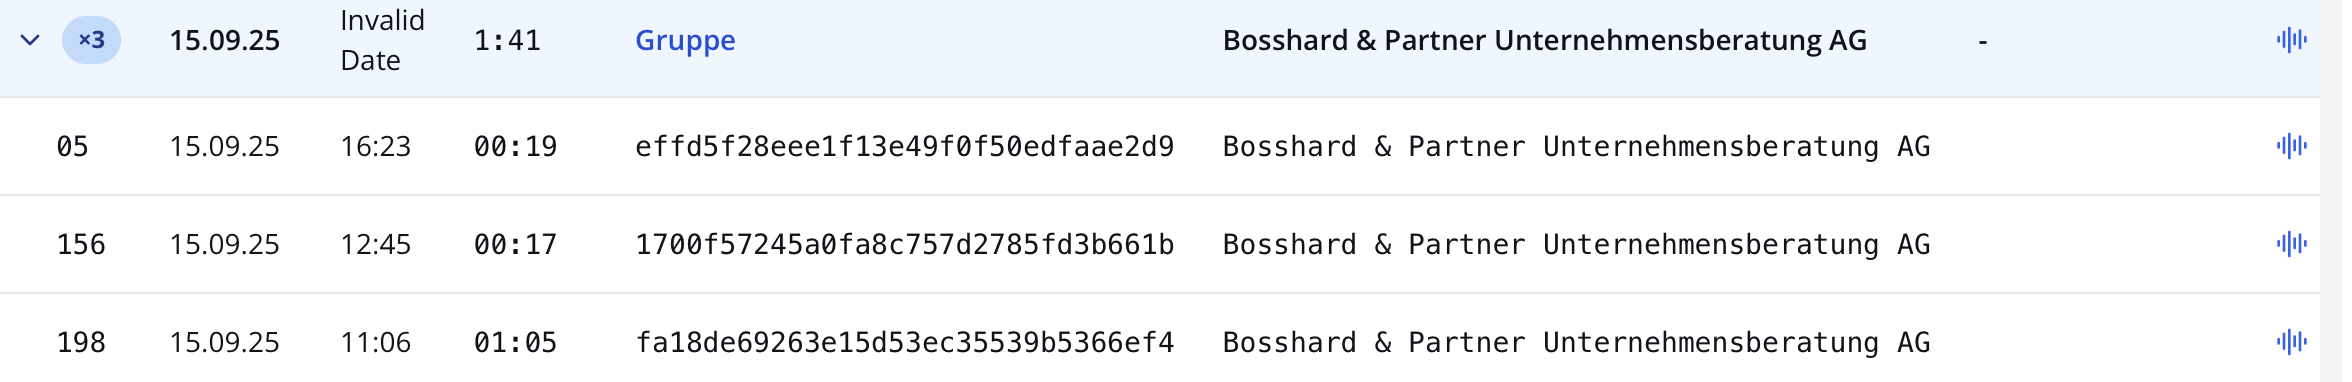 ×3 15.09.25 Invalid Date 1:41 Gruppe Bosshard & Partner Unternehmensberatung AG -
05 15.09.25 16:23 00:19 effd5f28eee1f13e49f0f50edfaae2d9 Bosshard & Partner Unternehmensberatung AG
156 15.09.25 12:45 00:17 1700f57245a0fa8c757d2785fd3b661b Bosshard & Partner Unternehmensberatung AG
198 15.09.25 11:06 01:05 fa18de69263e15d53ec35539b5366ef4 Bosshard & Partner Unternehmensberatung AG